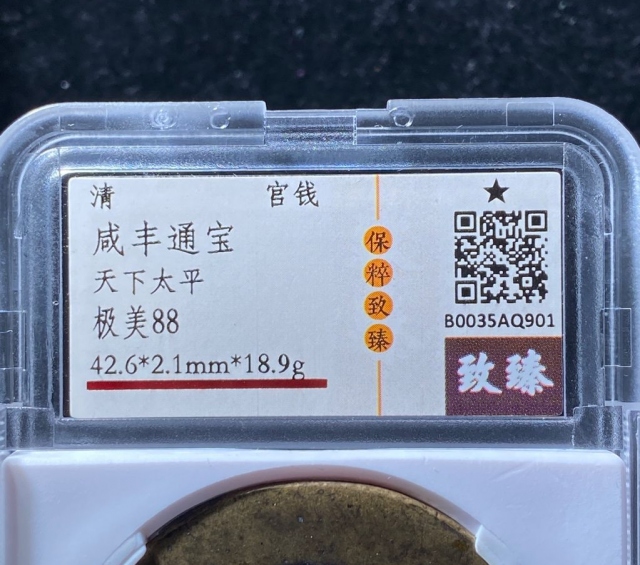 清 官钱
咸丰通宝
天下太平
极美88
42.6*2.1mm*18.9g
保粹致臻
★
B0035AQ901
致臻